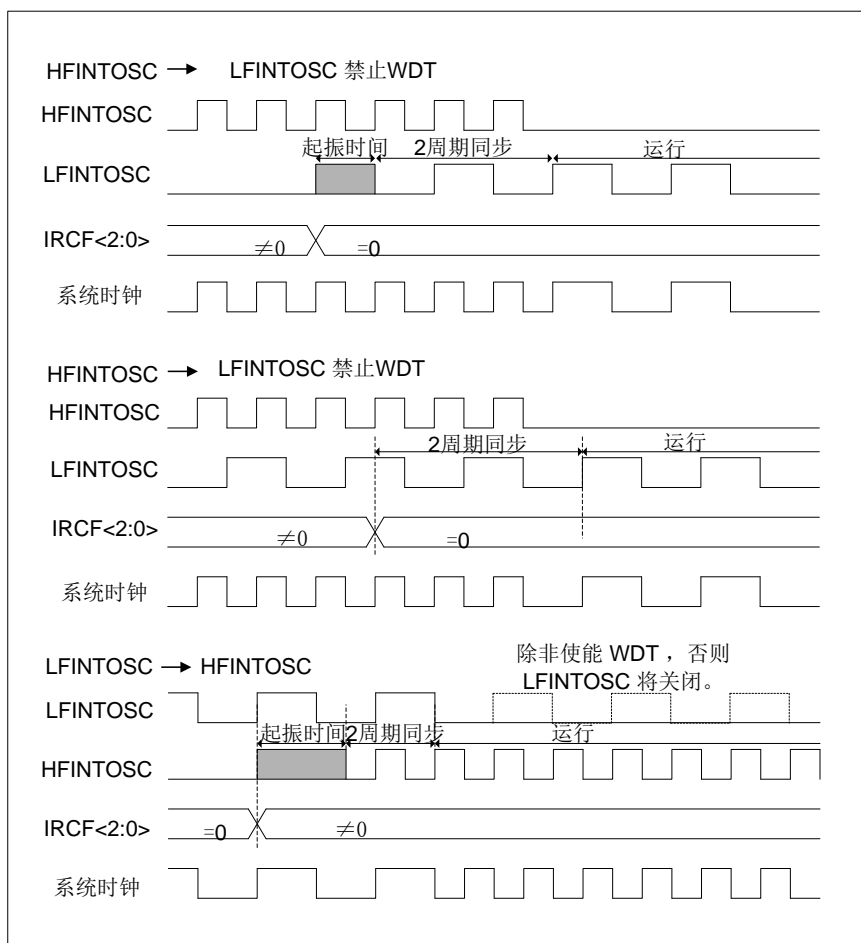 HFINTOSC → LFINTOSC 禁止WDT
HFINTOSC
起振时间 2周期同步 运行
LFINTOSC
IRCF<2:0> ≠0 =0
系统时钟
HFINTOSC → LFINTOSC 禁止WDT
HFINTOSC
2周期同步 运行
LFINTOSC
IRCF<2:0> ≠0 =0
系统时钟
LFINTOSC → HFINTOSC
除非使能 WDT ，否则
LFINTOSC 将关闭。
LFINTOSC
起振时间 2周期同步 运行
HFINTOSC
IRCF<2:0> =0 ≠0
系统时钟